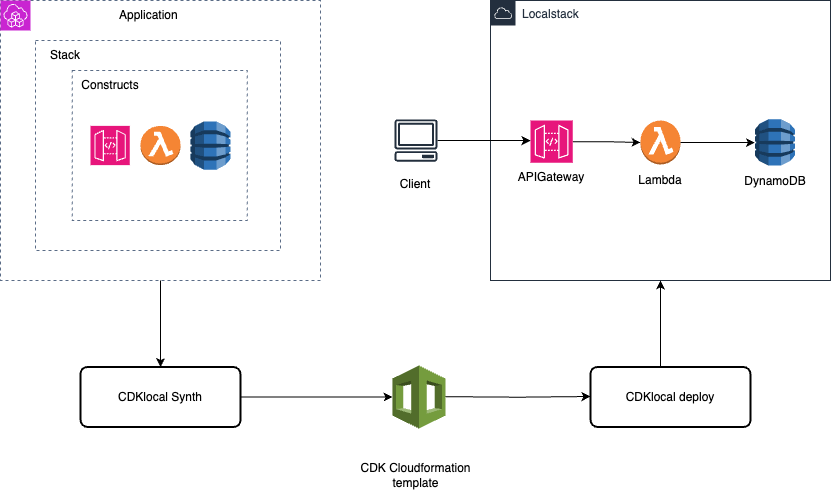 Application
Stack
Constructs
Localstack
Client
APIGateway
Lambda
DynamoDB
CDKlocal Synth
CDKlocal deploy
CDK Cloudformation
template